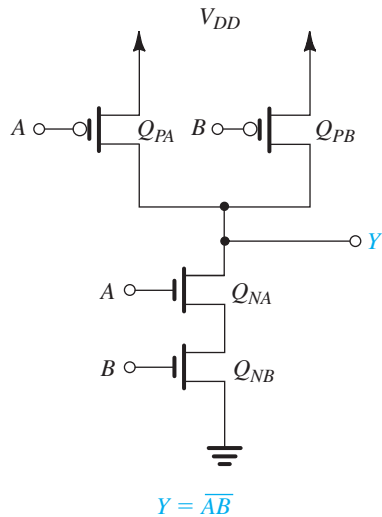 V_DD
A Q_PA B Q_PB
Y
A Q_NA
B Q_NB
Y = \overline{AB}